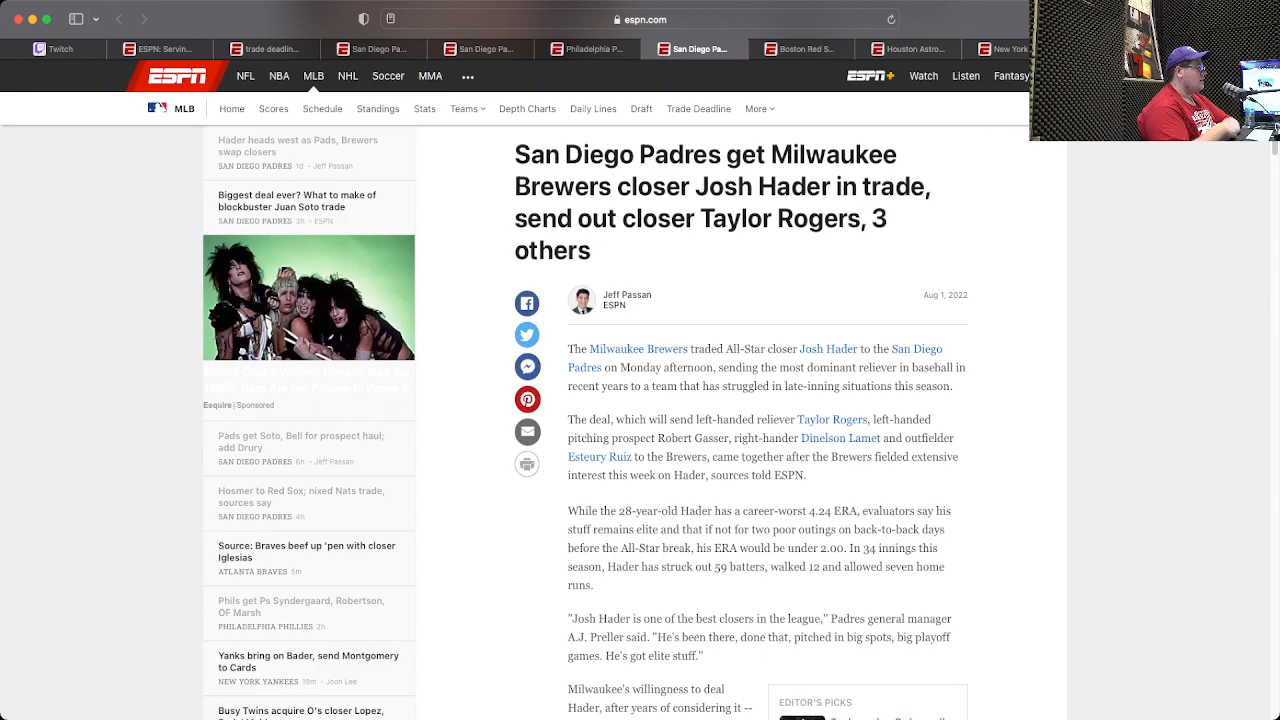 espn.com
Twitch
ESPN: Servin...
trade deadlin...
San Diego Pa...
San Diego Pa...
Philadelphia P...
San Diego Pa...
Boston Red S...
Houston Astro...
New York
ESPN
NFL
NBA
MLB
NHL
Soccer
MMA
ESPN+
Watch
Listen
Fantasy
MLB
Home
Scores
Schedule
Standings
Stats
Teams
Depth Charts
Daily Lines
Draft
Trade Deadline
More
Hader heads west as Pads, Brewers
swap closers
SAN DIEGO PADRES 1d - Jeff Passan
Biggest deal ever? What to make of
blockbuster Juan Soto trade
SAN DIEGO PADRES 3h - ESPN
Esquire | Sponsored
Pads get Soto, Bell for prospect haul;
add Drury
SAN DIEGO PADRES 6h - Jeff Passan
Hosmer to Red Sox; nixed Nats trade,
sources say
SAN DIEGO PADRES 4h
Source: Braves beef up 'pen with closer
Iglesias
ATLANTA BRAVES 5m
Phils get Ps Syndergaard, Robertson,
OF Marsh
PHILADELPHIA PHILLIES 2h
Yanks bring on Bader, send Montgomery
to Cards
NEW YORK YANKEES 19m - Joon Lee
Busy Twins acquire O's closer Lopez,
San Diego Padres get Milwaukee
Brewers closer Josh Hader in trade,
send out closer Taylor Rogers, 3
others
Jeff Passan
ESPN
Aug 1, 2022
The Milwaukee Brewers traded All-Star closer Josh Hader to the San Diego
Padres on Monday afternoon, sending the most dominant reliever in baseball in
recent years to a team that has struggled in late-inning situations this season.
The deal, which will send left-handed reliever Taylor Rogers, left-handed
pitching prospect Robert Gasser, right-hander Dinelson Lamet and outfielder
Esteury Ruiz to the Brewers, came together after the Brewers fielded extensive
interest this week on Hader, sources told ESPN.
While the 28-year-old Hader has a career-worst 4.24 ERA, evaluators say his
stuff remains elite and that if not for two poor outings on back-to-back days
before the All-Star break, his ERA would be under 2.00. In 34 innings this
season, Hader has struck out 59 batters, walked 12 and allowed seven home
runs.
"Josh Hader is one of the best closers in the league," Padres general manager
A.J. Preller said. "He's been there, done that, pitched in big spots, big playoff
games. He's got elite stuff."
Milwaukee's willingness to deal
Hader, after years of considering it --
EDITOR'S PICKS